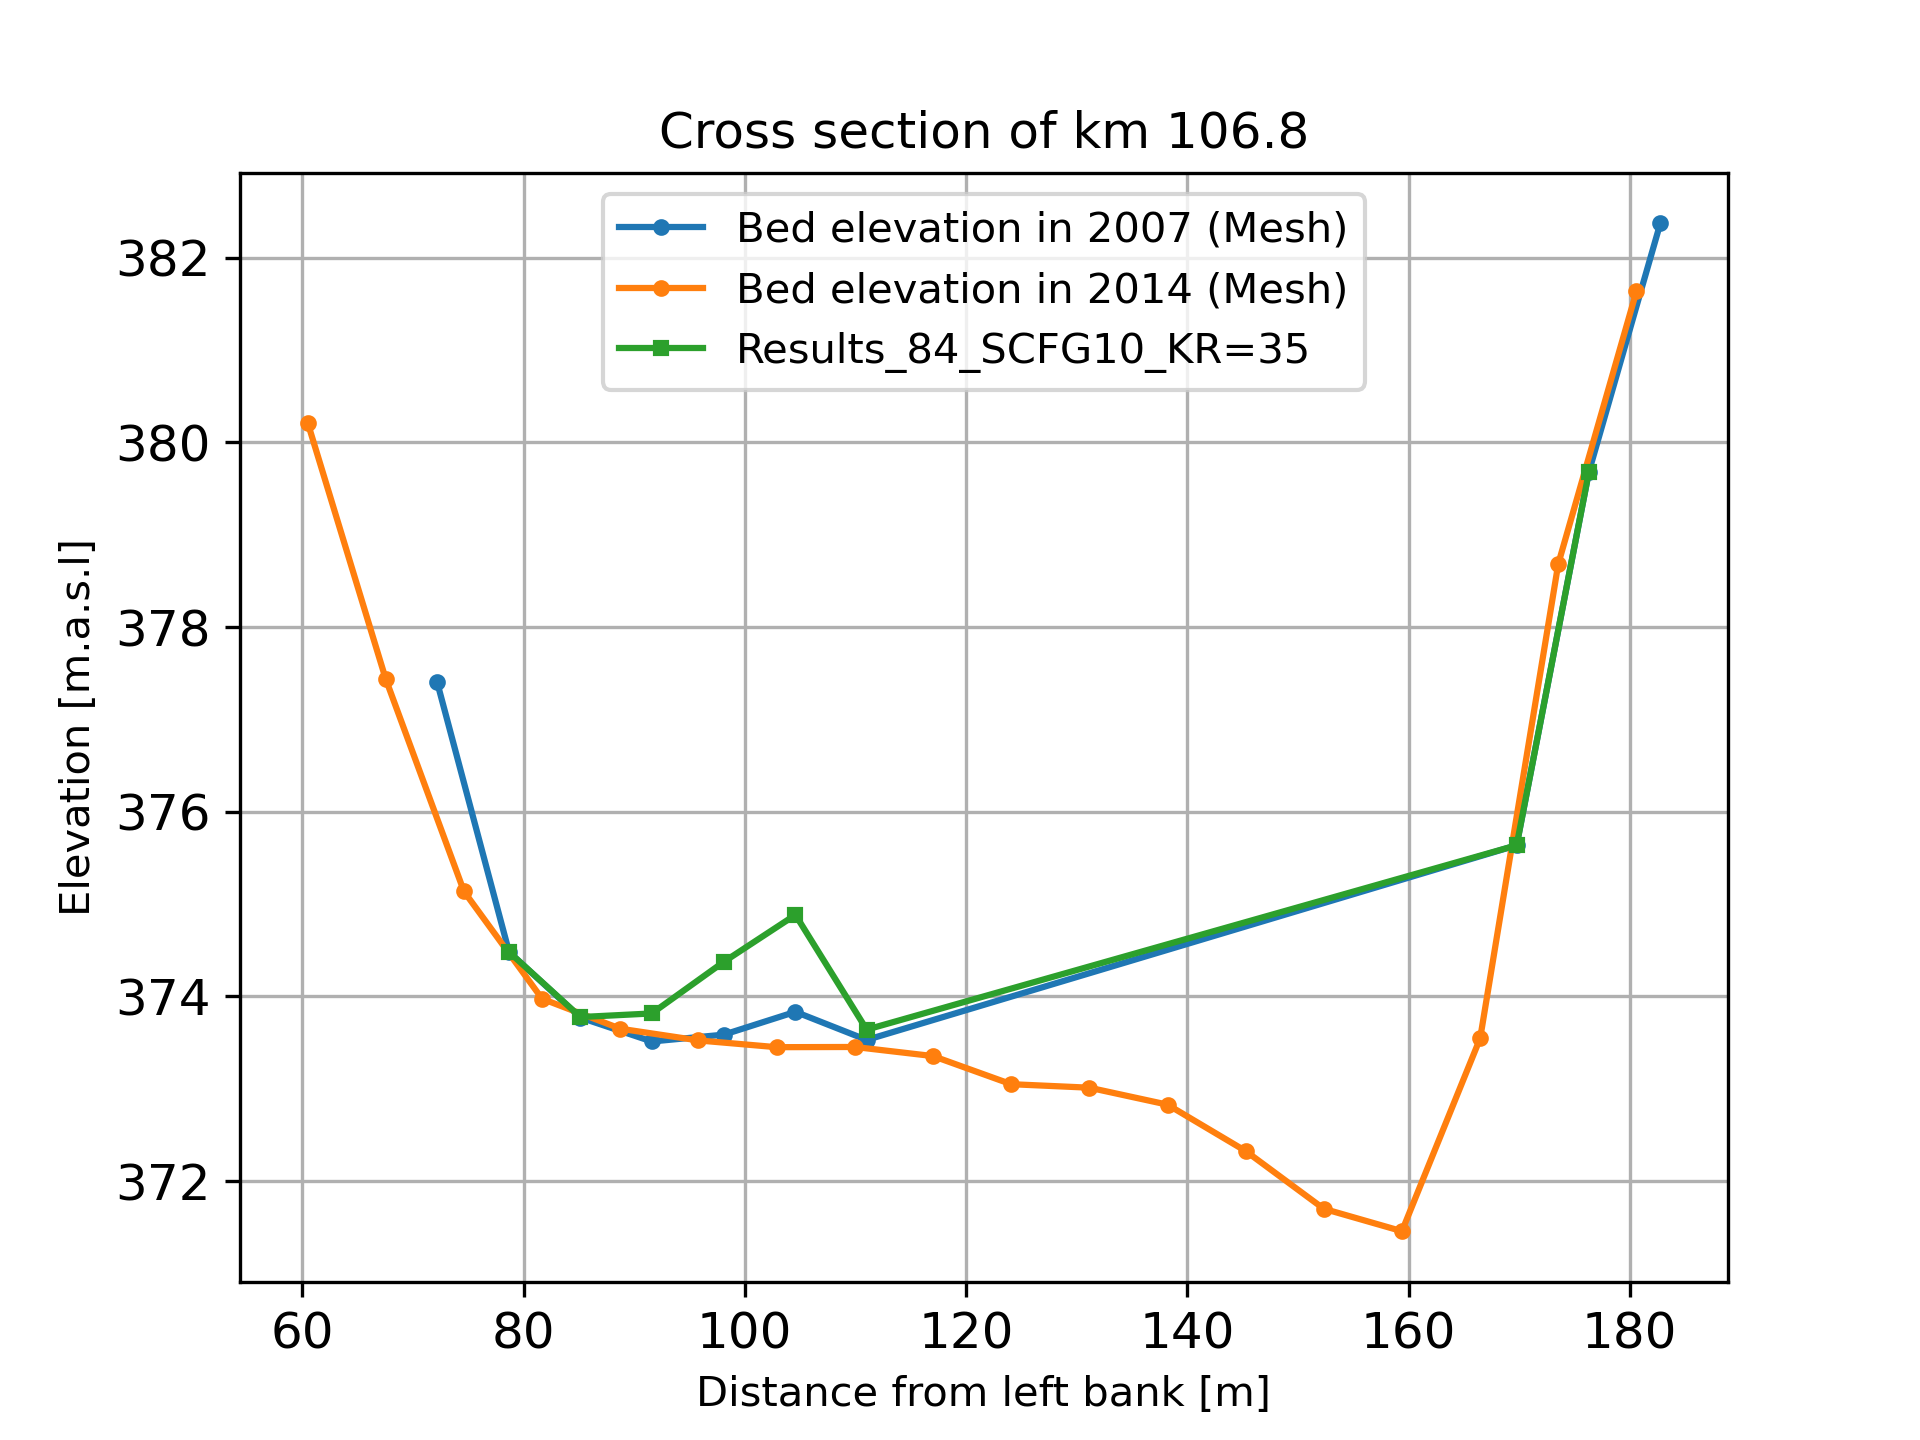 Cross section of km 106.8
Bed elevation in 2007 (Mesh)
Bed elevation in 2014 (Mesh)
Results_84_SCFG10_KR=35
Elevation [m.a.s.l]
382
380
378
376
374
372
60 80 100 120 140 160 180
Distance from left bank [m]